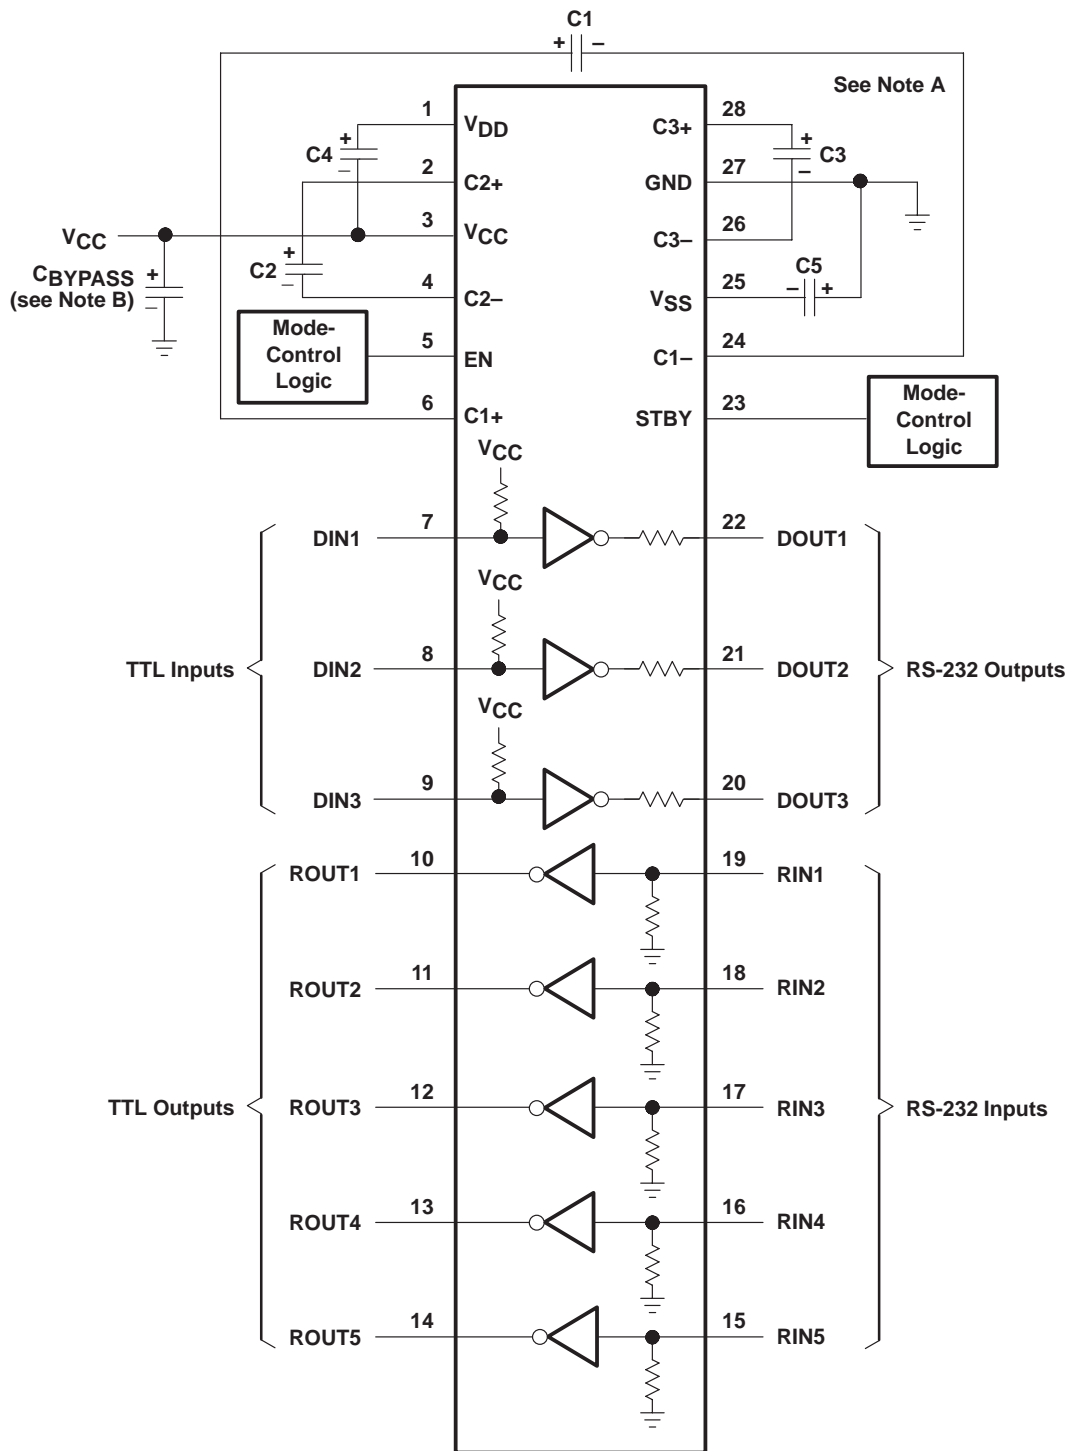 C1
+ –
See Note A
1 VDD C3+ 28
+ C4 –
+ C3 –
2 C2+ GND 27
VCC 3 VCC C3– 26
CBYPASS + –
(see Note B)
+ C2 –
C5
– +
4 C2– VSS 25
Mode-
Control
Logic
5 EN C1– 24
6 C1+ STBY 23
Mode-
Control
Logic
VCC
DIN1 7 22 DOUT1
VCC
TTL Inputs DIN2 8 21 DOUT2 RS-232 Outputs
VCC
DIN3 9 20 DOUT3
ROUT1 10 19 RIN1
ROUT2 11 18 RIN2
TTL Outputs ROUT3 12 17 RIN3 RS-232 Inputs
ROUT4 13 16 RIN4
ROUT5 14 15 RIN5